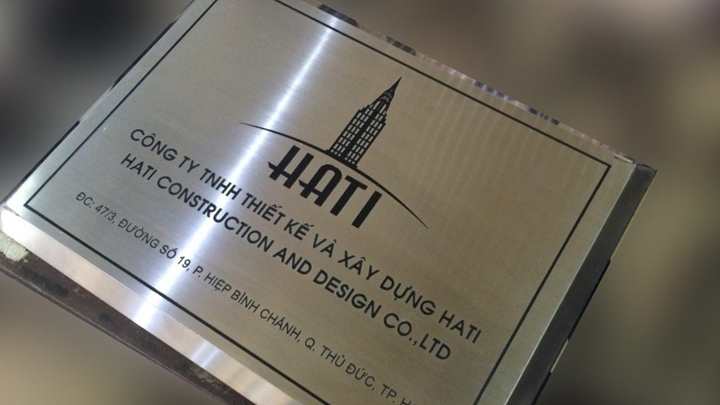 HATI
CÔNG TY TNHH THIẾT KẾ VÀ XÂY DỰNG HATI
HATI CONSTRUCTION AND DESIGN CO.,LTD
ĐC: 47/3, ĐƯỜNG SỐ 19, P. HIỆP BÌNH CHÁNH, Q. THỦ ĐỨC, TP.